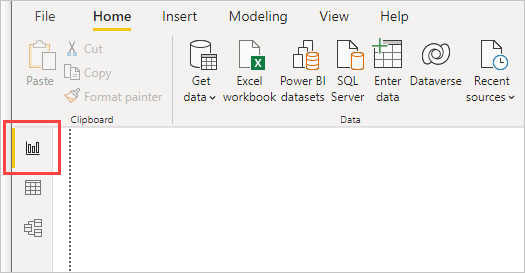 File Home Insert Modeling View Help
Paste
Cut
Copy
Format painter
Clipboard
Get
data
Excel
workbook
Power BI
datasets
SQL
Server
Enter
data
Dataverse
Recent
sources
Data